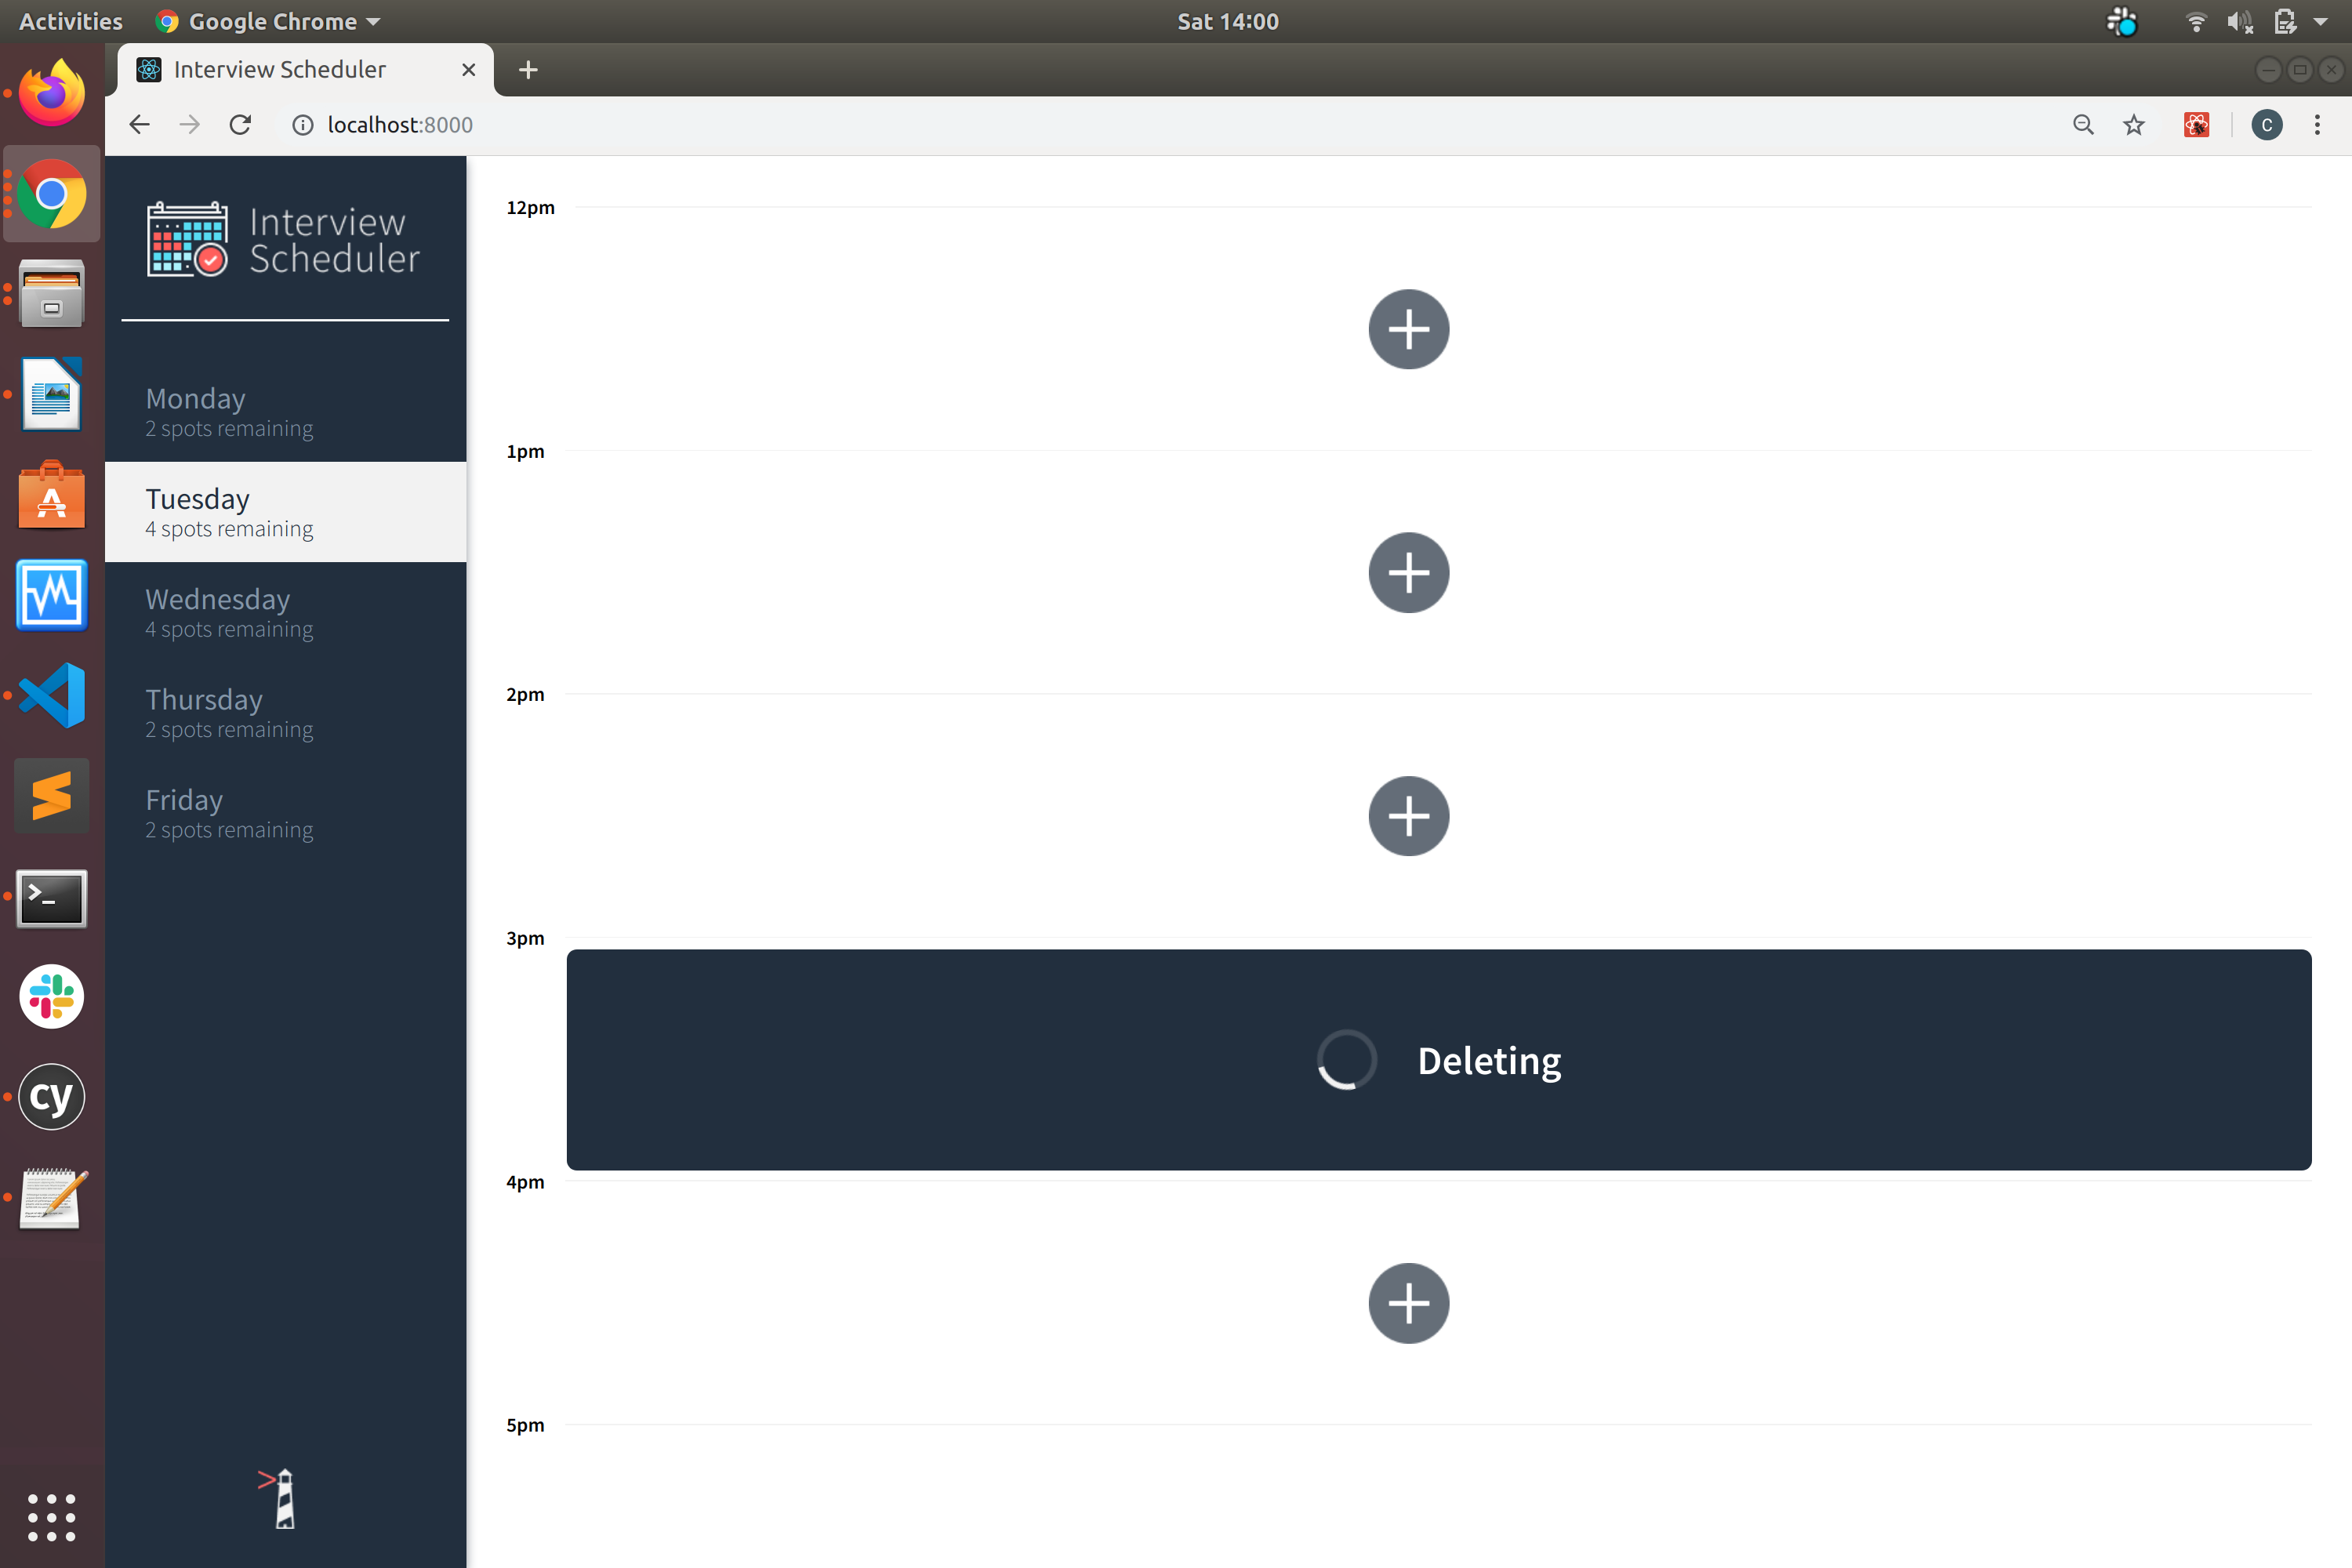 Activities
Google Chrome
Sat 14:00
Interview Scheduler
localhost:8000
C
Interview
Scheduler
Monday
2 spots remaining
Tuesday
4 spots remaining
Wednesday
4 spots remaining
Thursday
2 spots remaining
Friday
2 spots remaining
12pm
1pm
2pm
3pm
Deleting
4pm
5pm
cy